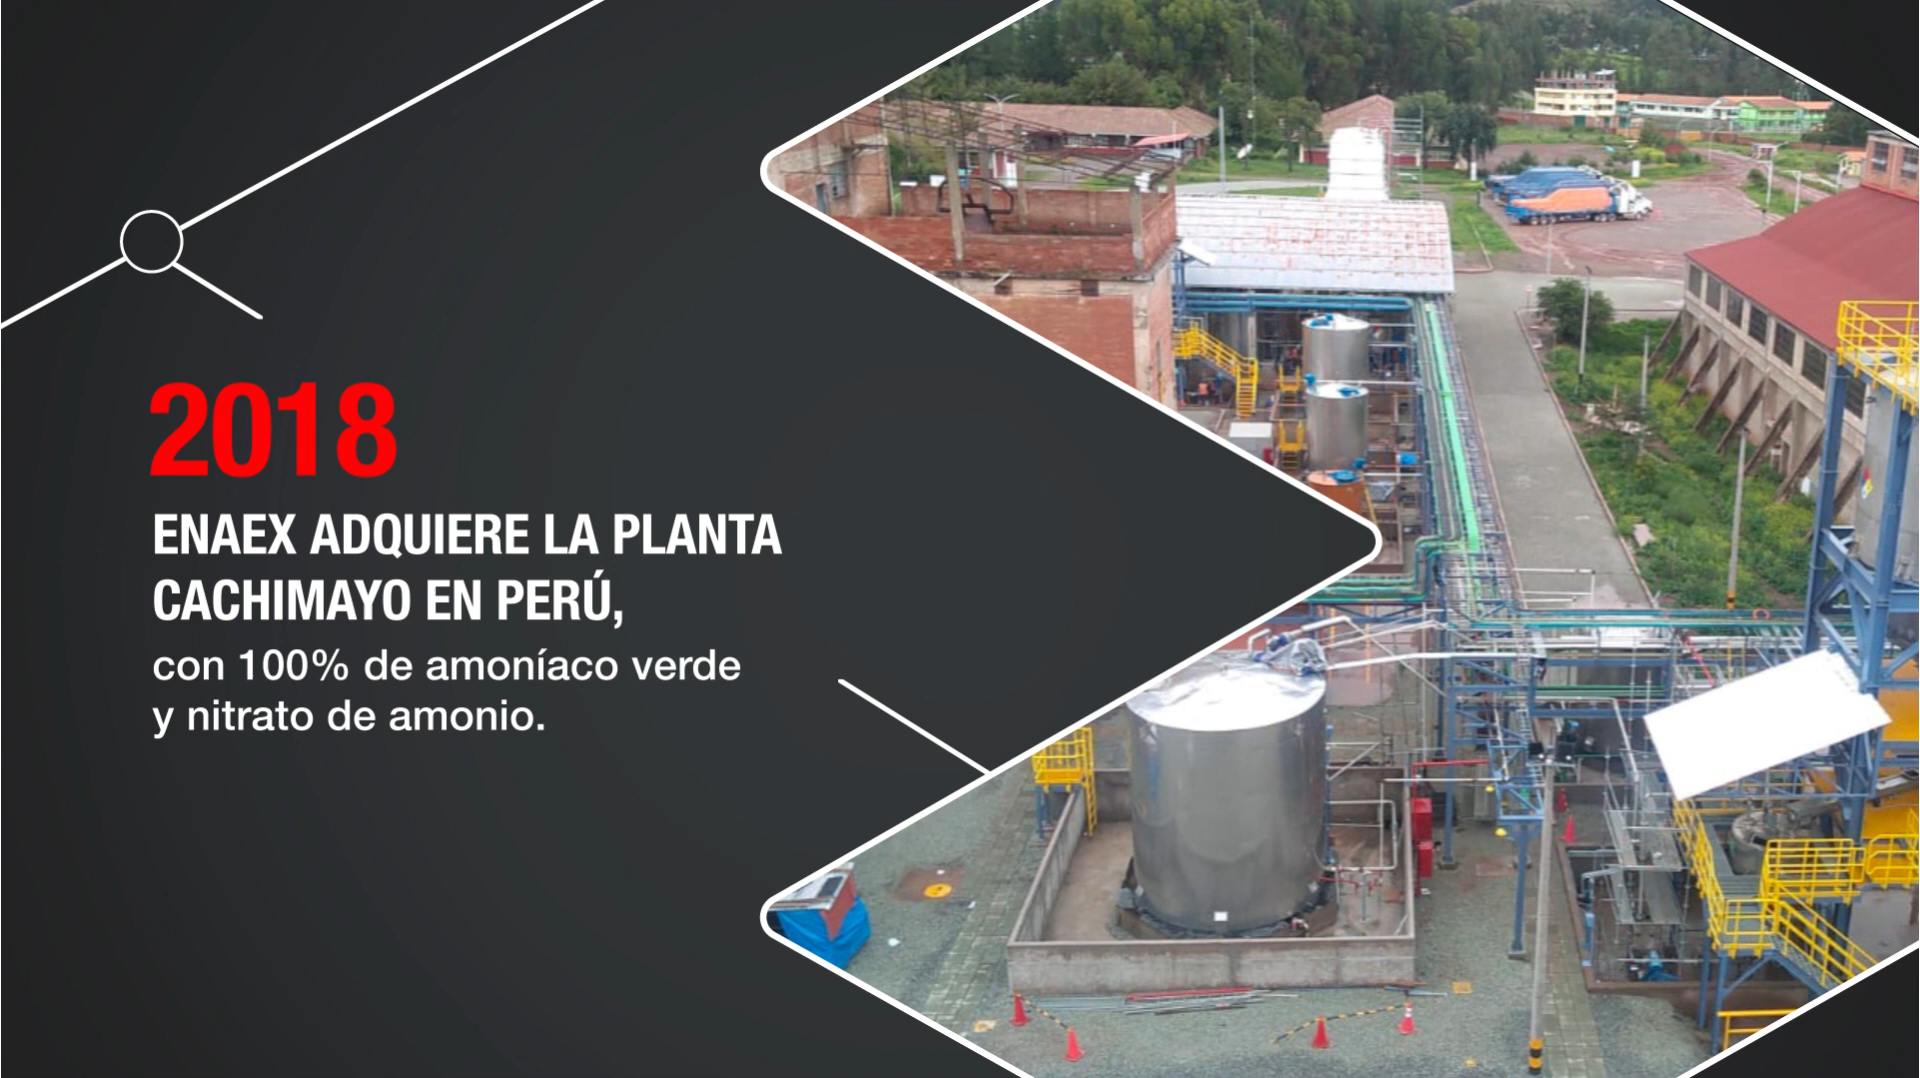 2018
ENAEX ADQUIERE LA PLANTA
CACHIMAYO EN PERÚ,
con 100% de amoníaco verde
y nitrato de amonio.